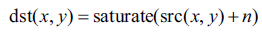 dst(x, y) = saturate(src(x, y) + n)